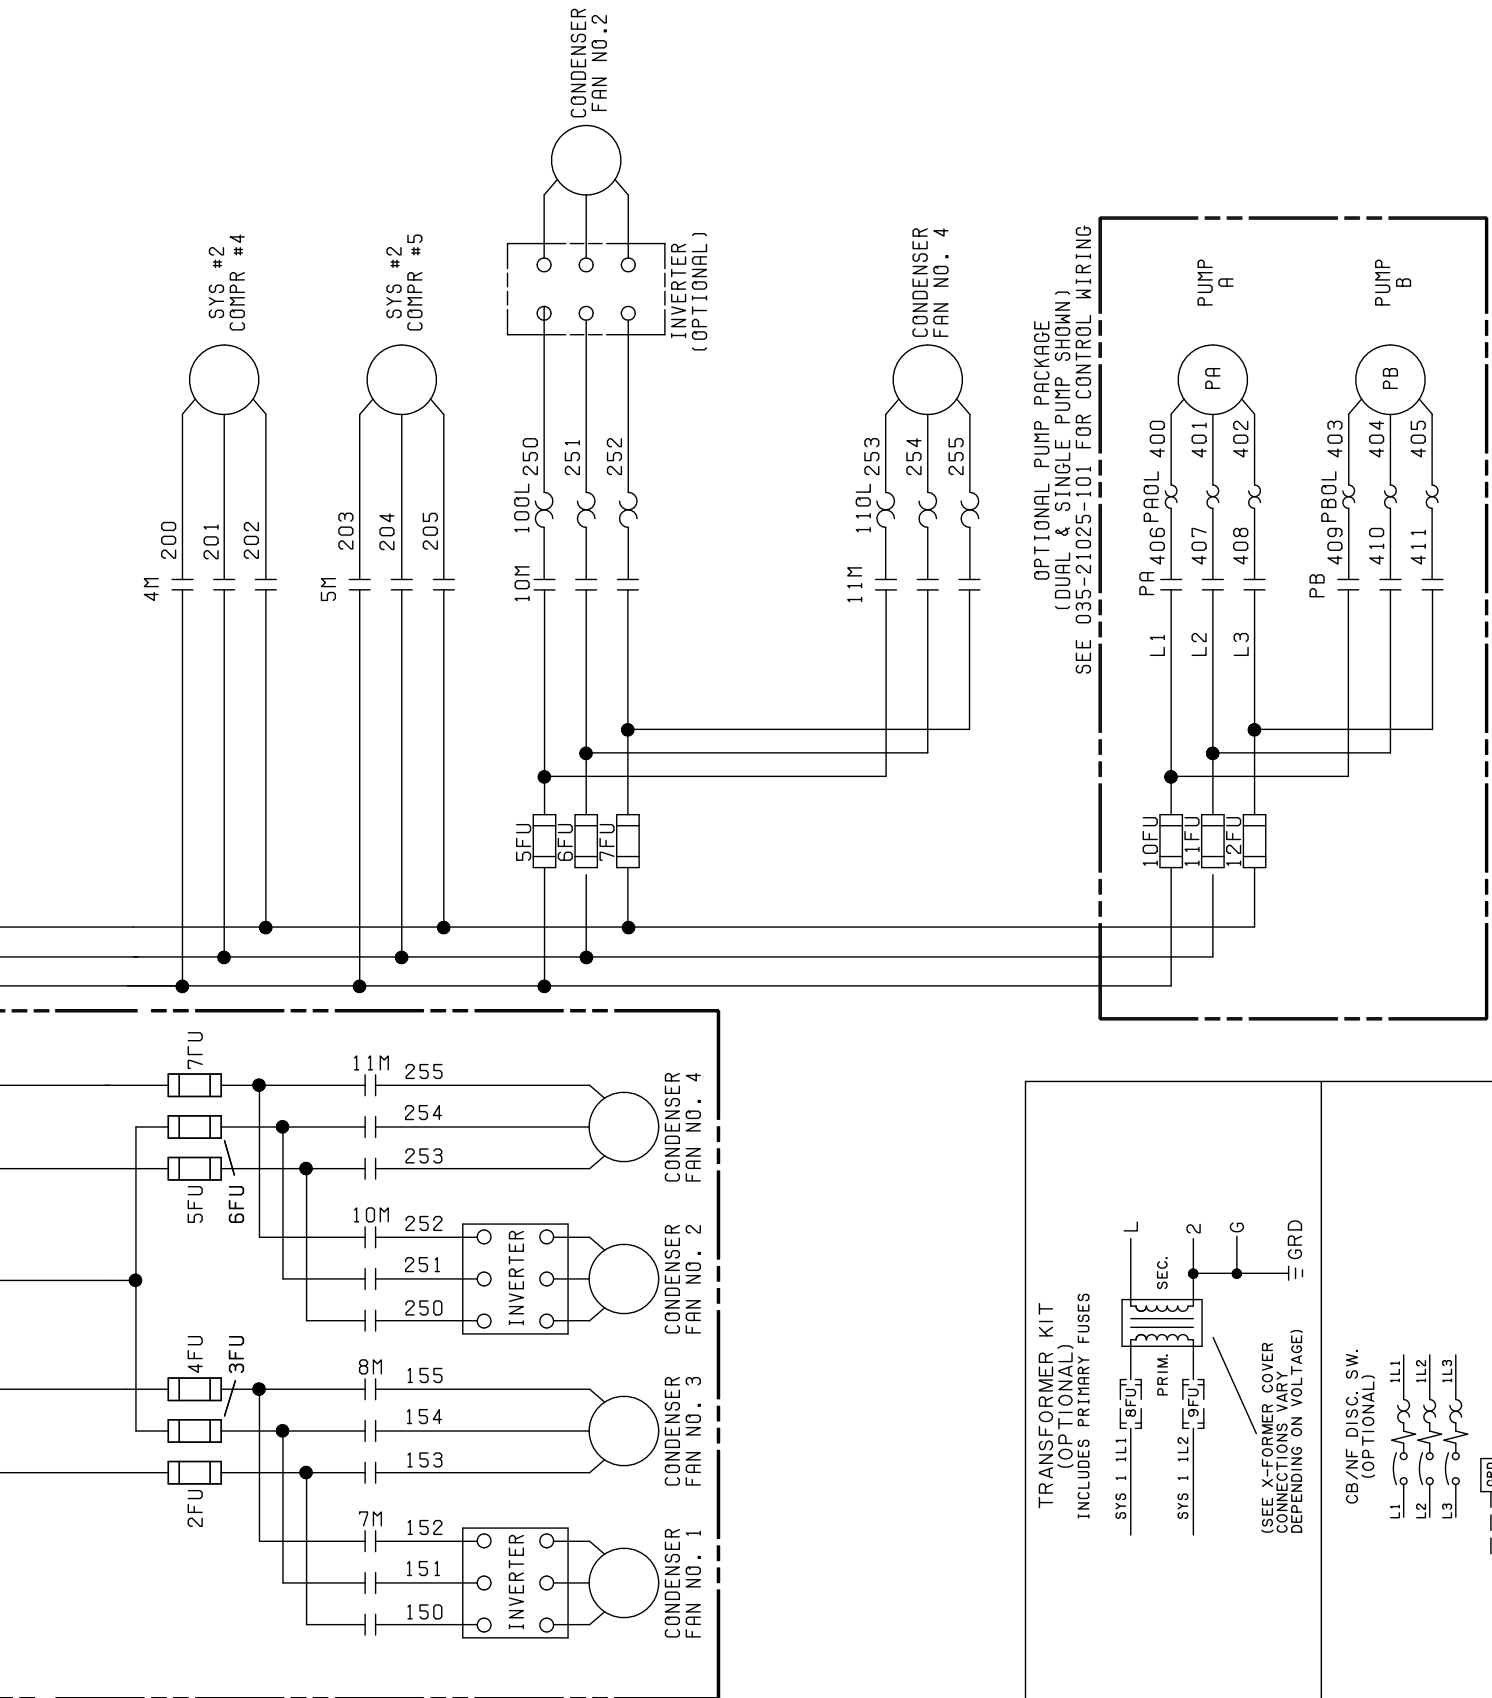 CONDENSER
FAN NO.2
SYS #2
COMPR #4
SYS #2
COMPR #5
INVERTER
(OPTIONAL)
CONDENSER
FAN NO. 4
OPTIONAL PUMP PACKAGE
(DUAL & SINGLE PUMP SHOWN)
SEE 035-21025-101 FOR CONTROL WIRING
PUMP
A
PUMP
B
PA
PB
4M
200
201
202
5M
203
204
205
10M
100L
250
251
252
11M
110L
253
254
255
PA
406
PAOL
400
407
401
408
402
L1
L2
L3
PB
409
PBOL
403
410
404
411
405
5FU
6FU
7FU
10FU
11FU
12FU
5FU
6FU
11M
255
254
253
CONDENSER
FAN NO. 4
10M
252
251
250
INVERTER
CONDENSER
FAN NO. 2
4FU
3FU
2FU
8M
155
154
153
CONDENSER
FAN NO. 3
7M
152
151
150
INVERTER
CONDENSER
FAN NO. 1
TRANSFORMER KIT
(OPTIONAL)
INCLUDES PRIMARY FUSES
SYS 1 1L1
8FU
PRIM.
SEC.
L
SYS 1 1L2
9FU
2
G
GRD
(SEE X-FORMER COVER
CONNECTIONS VARY
DEPENDING ON VOLTAGE)
CB/NF DISC. SW.
(OPTIONAL)
L1
1L1
L2
1L2
L3
1L3